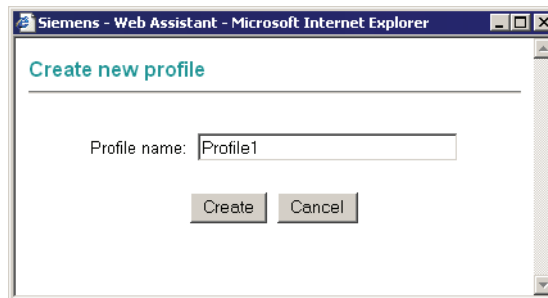 Siemens - Web Assistant - Microsoft Internet Explorer
Create new profile
Profile name: Profile1
Create Cancel